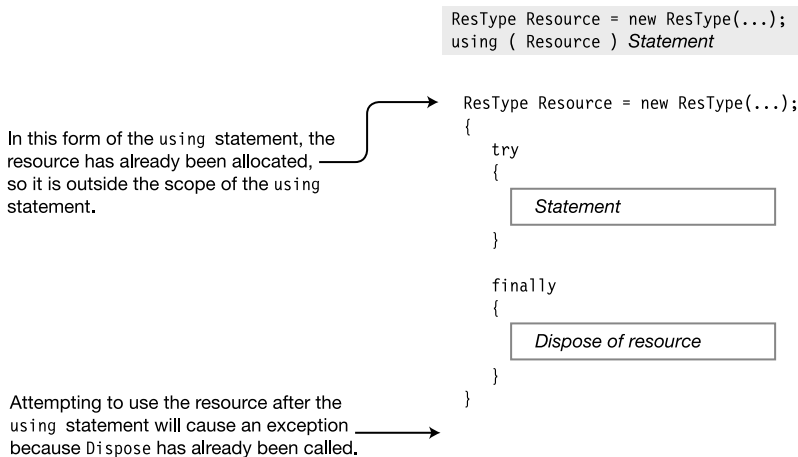 ResType Resource = new ResType(...);
using ( Resource ) Statement
In this form of the using statement, the
resource has already been allocated,
so it is outside the scope of the using
statement.
ResType Resource = new ResType(...);
{
try
{
Statement
}
finally
{
Dispose of resource
}
}
Attempting to use the resource after the
using statement will cause an exception
because Dispose has already been called.